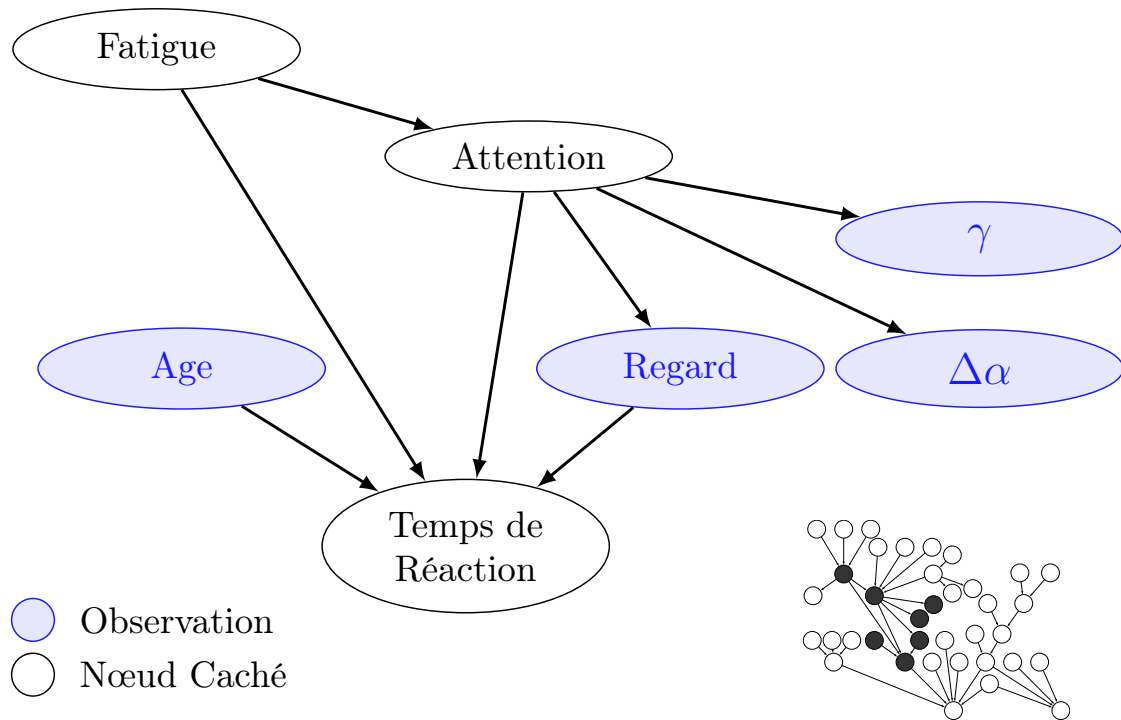 Fatigue
Attention
γ
Age
Regard
Δα
Temps de
Réaction
Observation
Nœud Caché